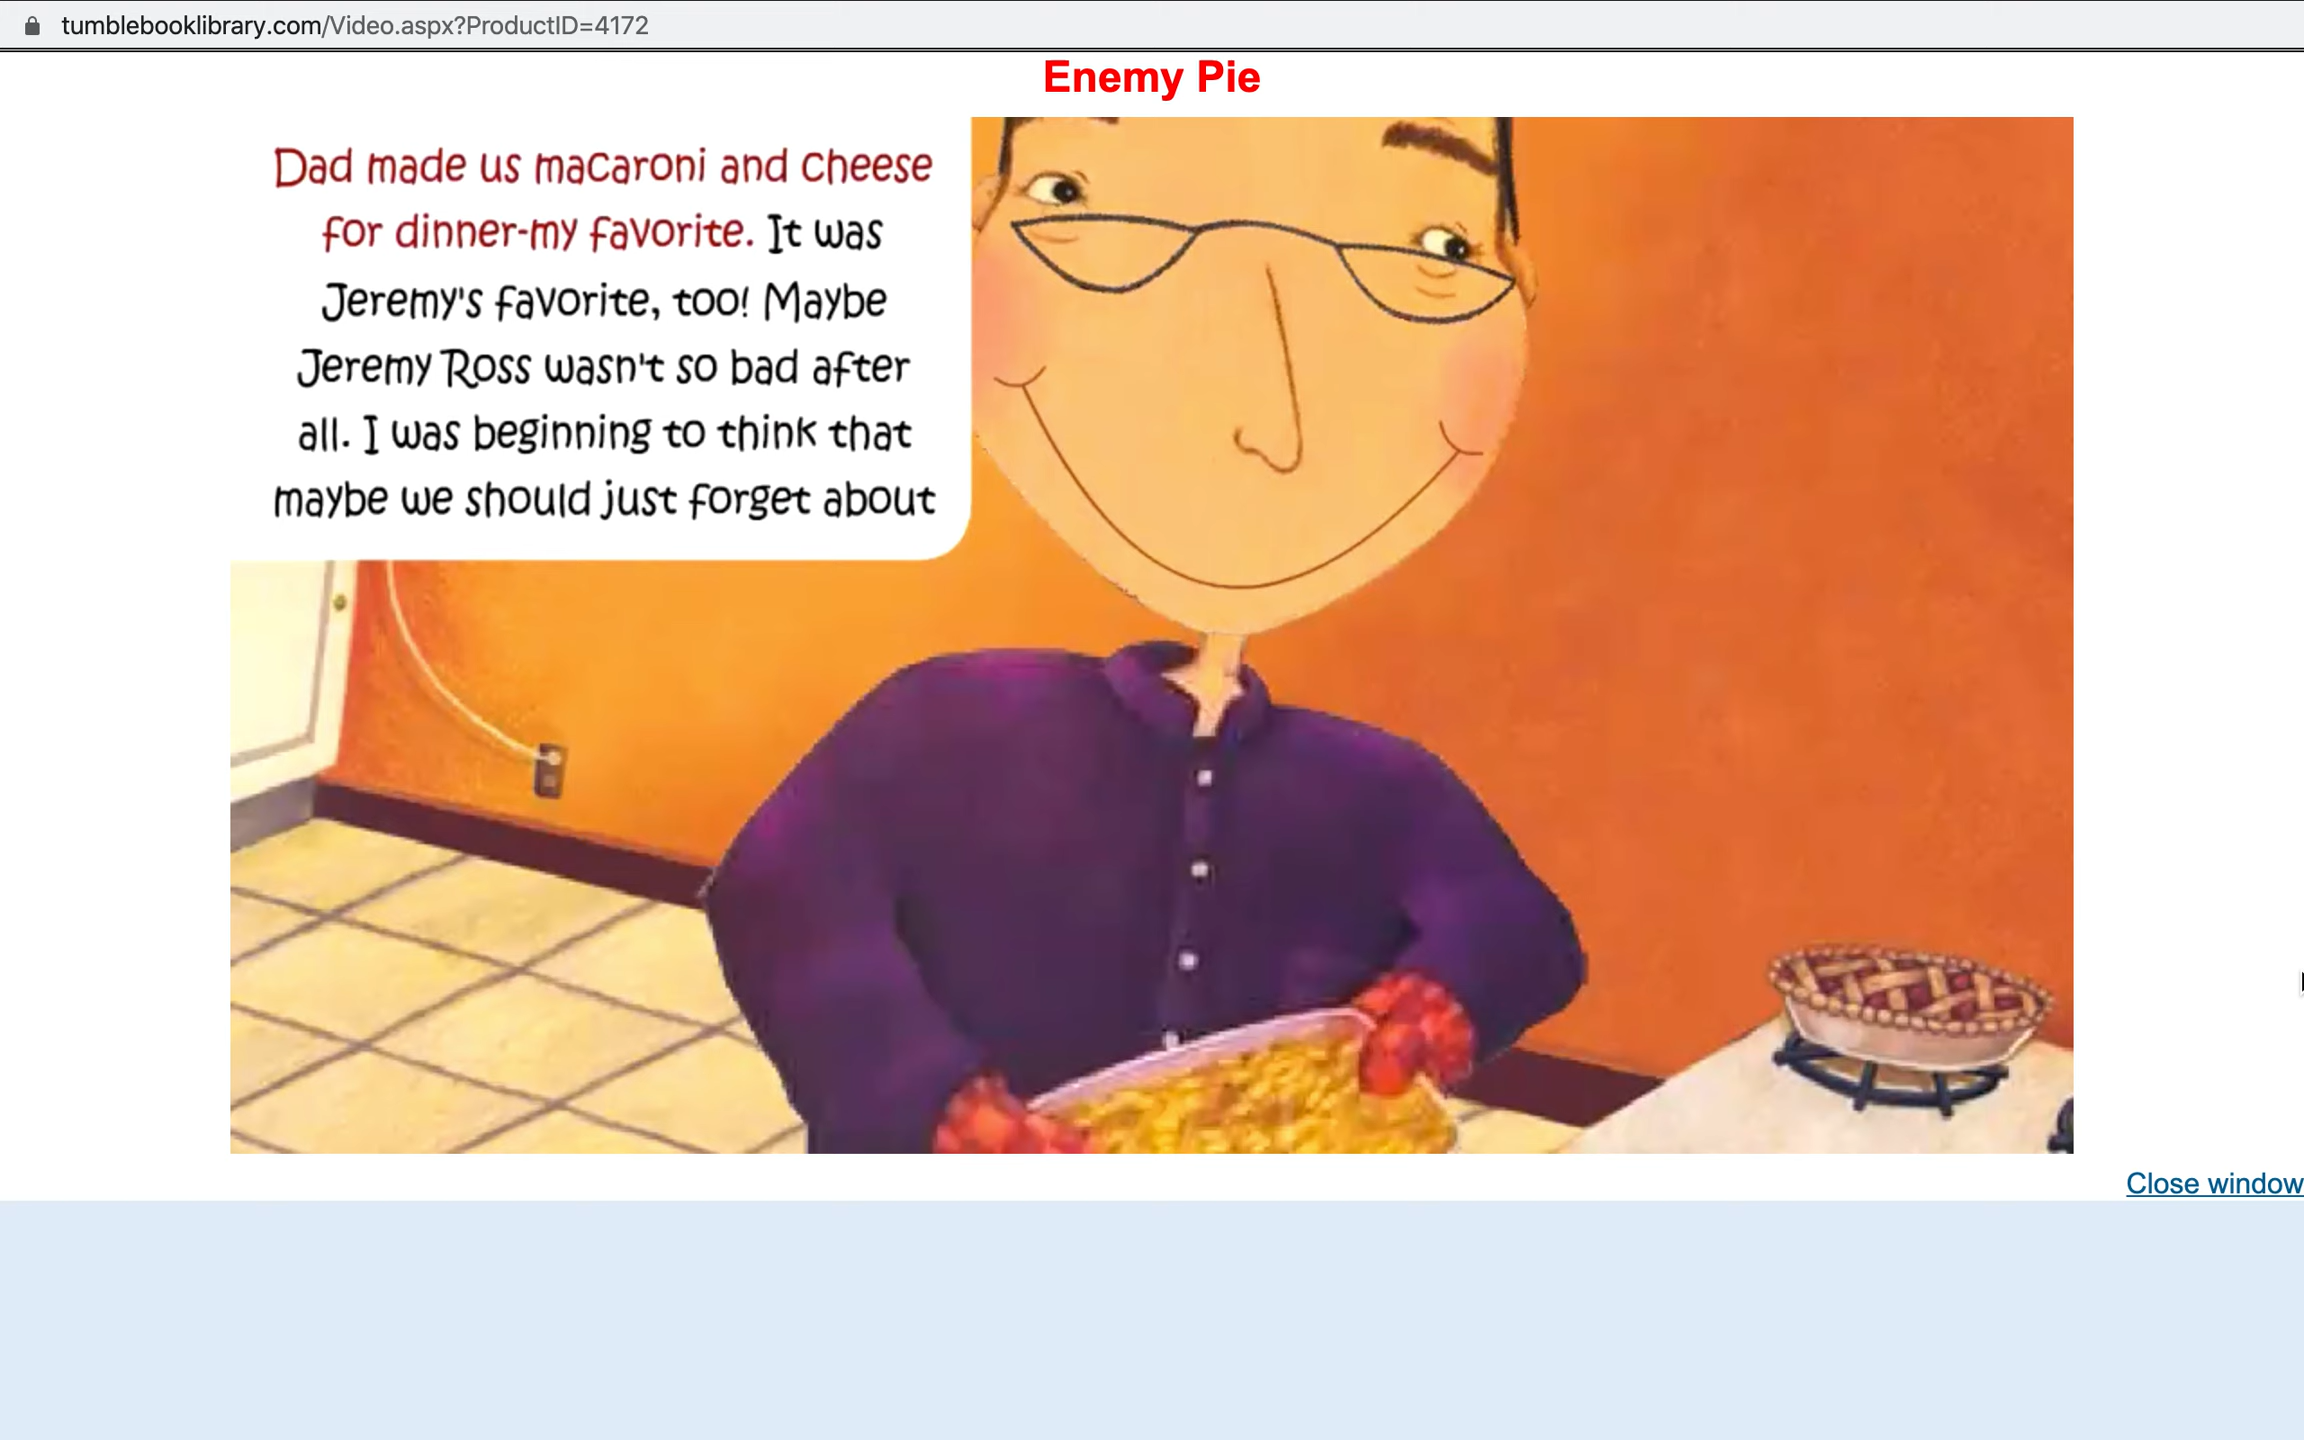 tumblebooklibrary.com/Video.aspx?ProductID=4172
Enemy Pie
Dad made us macaroni and cheese
for dinner-my favorite. It was
Jeremy's favorite, too! Maybe
Jeremy Ross wasn't so bad after
all. I was beginning to think that
maybe we should just forget about
Close window